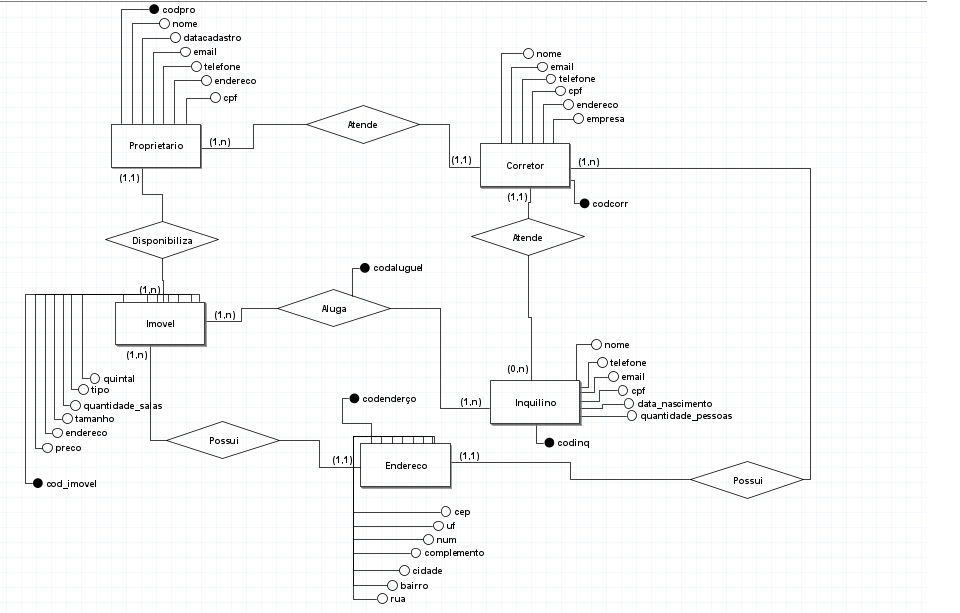 codpro
nome
datacadastro
email
telefone
endereco
cpf
Proprietario
(1,n)
(1,1)
Atende
nome
email
telefone
cpf
endereco
empresa
(1,1)
Corretor
(1,n)
(1,1)
codcorr
Disponibiliza
Atende
codaluguel
(1,n)
Imovel
(1,n)
Aluga
(1,n)
(0,n)
nome
telefone
email
cpf
data_nascimento
quantidade_pessoas
(1,n)
Inquilino
codinq
quintal
tipo
quantidade_salas
tamanho
endereco
preco
cod_imovel
codenderço
Possui
(1,1)
Endereco
(1,1)
Possui
cep
uf
num
complemento
cidade
bairro
rua